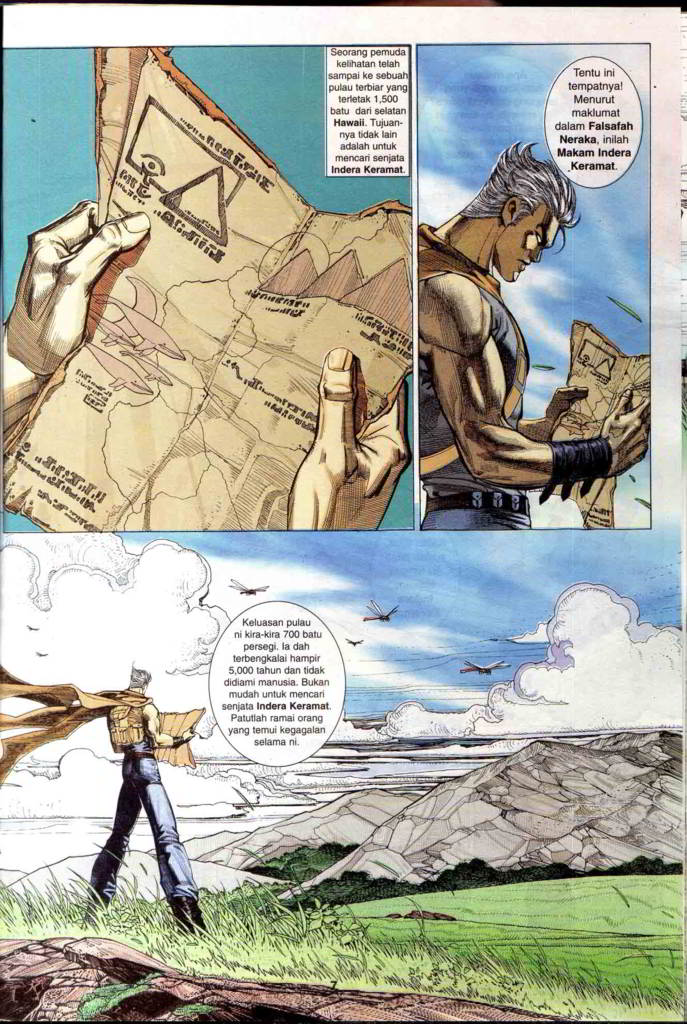 Seorang pemuda
kelihatan telah
sampai ke sebuah
pulau terbiar yang
terletak 1,500
batu dari selatan
Hawaii. Tujuan-
nya tidak lain
adalah untuk
mencari senjata
Indera Keramat.
Tentu ini
tempatnya!
Menurut
maklumat
dalam Falsafah
Neraka, inilah
Makam Indera
Keramat.
Keluasan pulau
ni kira-kira 700 batu
persegi. Ia dah
terbengkalai hampir
5,000 tahun dan tidak
didiami manusia. Bukan
mudah untuk mencari
senjata Indera Keramat.
Patutlah ramai orang
yang temui kegagalan
selama ni.
7